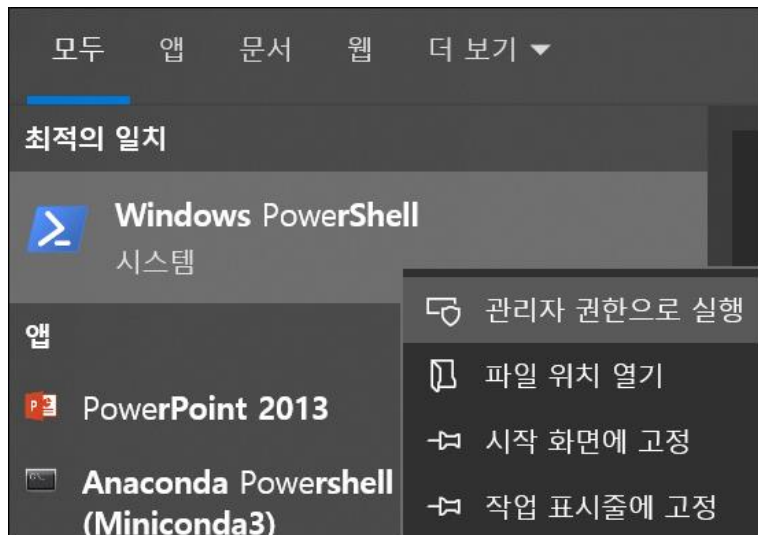 모두 앱 문서 웹 더 보기
최적의 일치
Windows PowerShell
시스템
관리자 권한으로 실행
앱
파일 위치 열기
PowerPoint 2013
시작 화면에 고정
Anaconda Powershell
작업 표시줄에 고정
(Miniconda3)